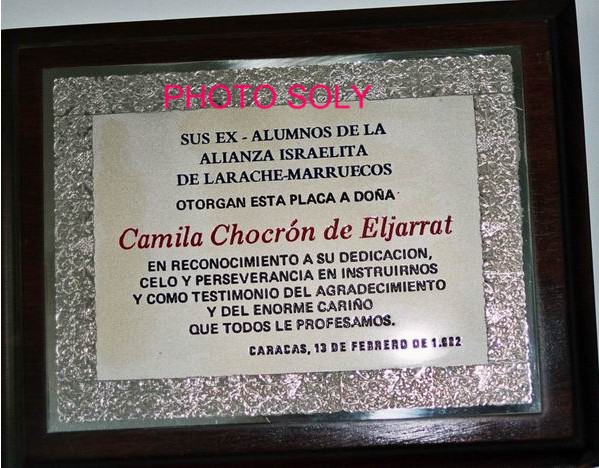 PHOTO SOLY
SUS EX - ALUMNOS DE LA
ALIANZA ISRAELITA
DE LARACHE-MARRUECOS
OTORGAN ESTA PLACA A DOÑA
Camila Chocrón de Eljarrat
EN RECONOCIMIENTO A SU DEDICACION,
CELO Y PERSEVERANCIA EN INSTRUIRNOS
Y COMO TESTIMONIO DEL AGRADECIMIENTO
Y DEL ENORME CARIÑO
QUE TODOS LE PROFESAMOS.
CARACAS, 13 DE FEBRERO DE